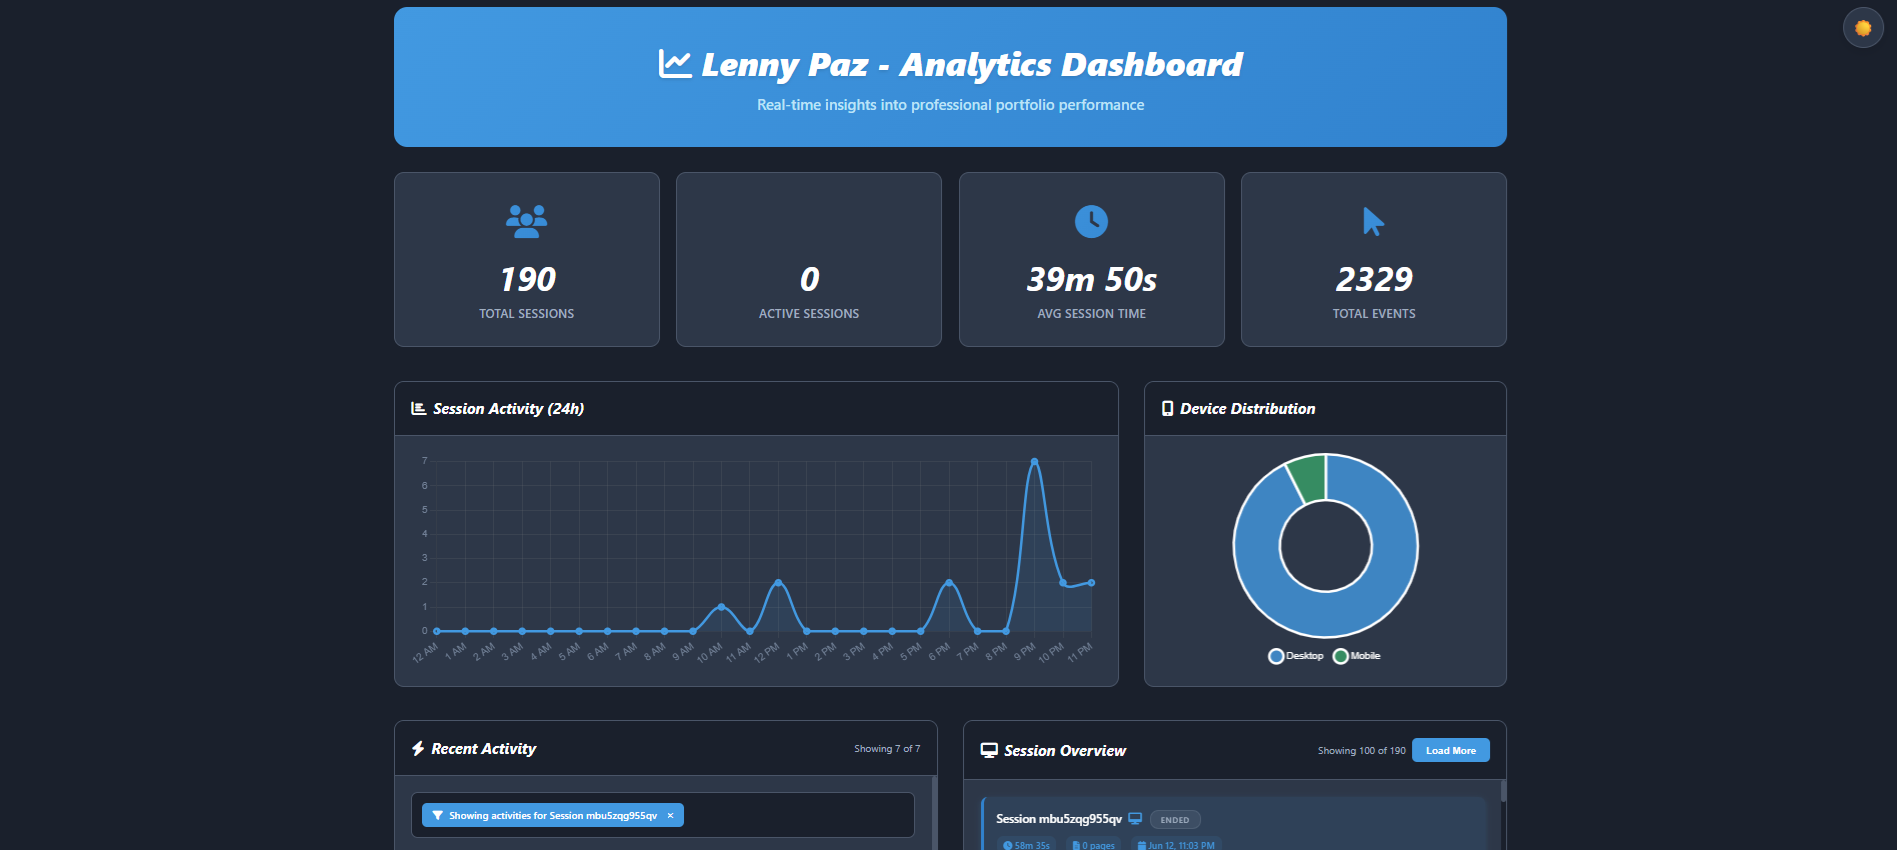 Lenny Paz - Analytics Dashboard
Real-time insights into professional portfolio performance
190
TOTAL SESSIONS
0
ACTIVE SESSIONS
39m 50s
AVG SESSION TIME
2329
TOTAL EVENTS
Session Activity (24h)
7
6
5
4
3
2
1
0
12 AM 1 AM 2 AM 3 AM 4 AM 5 AM 6 AM 7 AM 8 AM 9 AM 10 AM 11 AM 12 PM 1 PM 2 PM 3 PM 4 PM 5 PM 6 PM 7 PM 8 PM 9 PM 10 PM 11 PM
Device Distribution
Desktop Mobile
Recent Activity
Showing 7 of 7
Showing activities for Session mbu5zqg955qv ×
Session Overview
Showing 100 of 190
Load More
Session mbu5zqg955qv ENDED
58m 35s 0 pages Jun 12, 11:03 PM